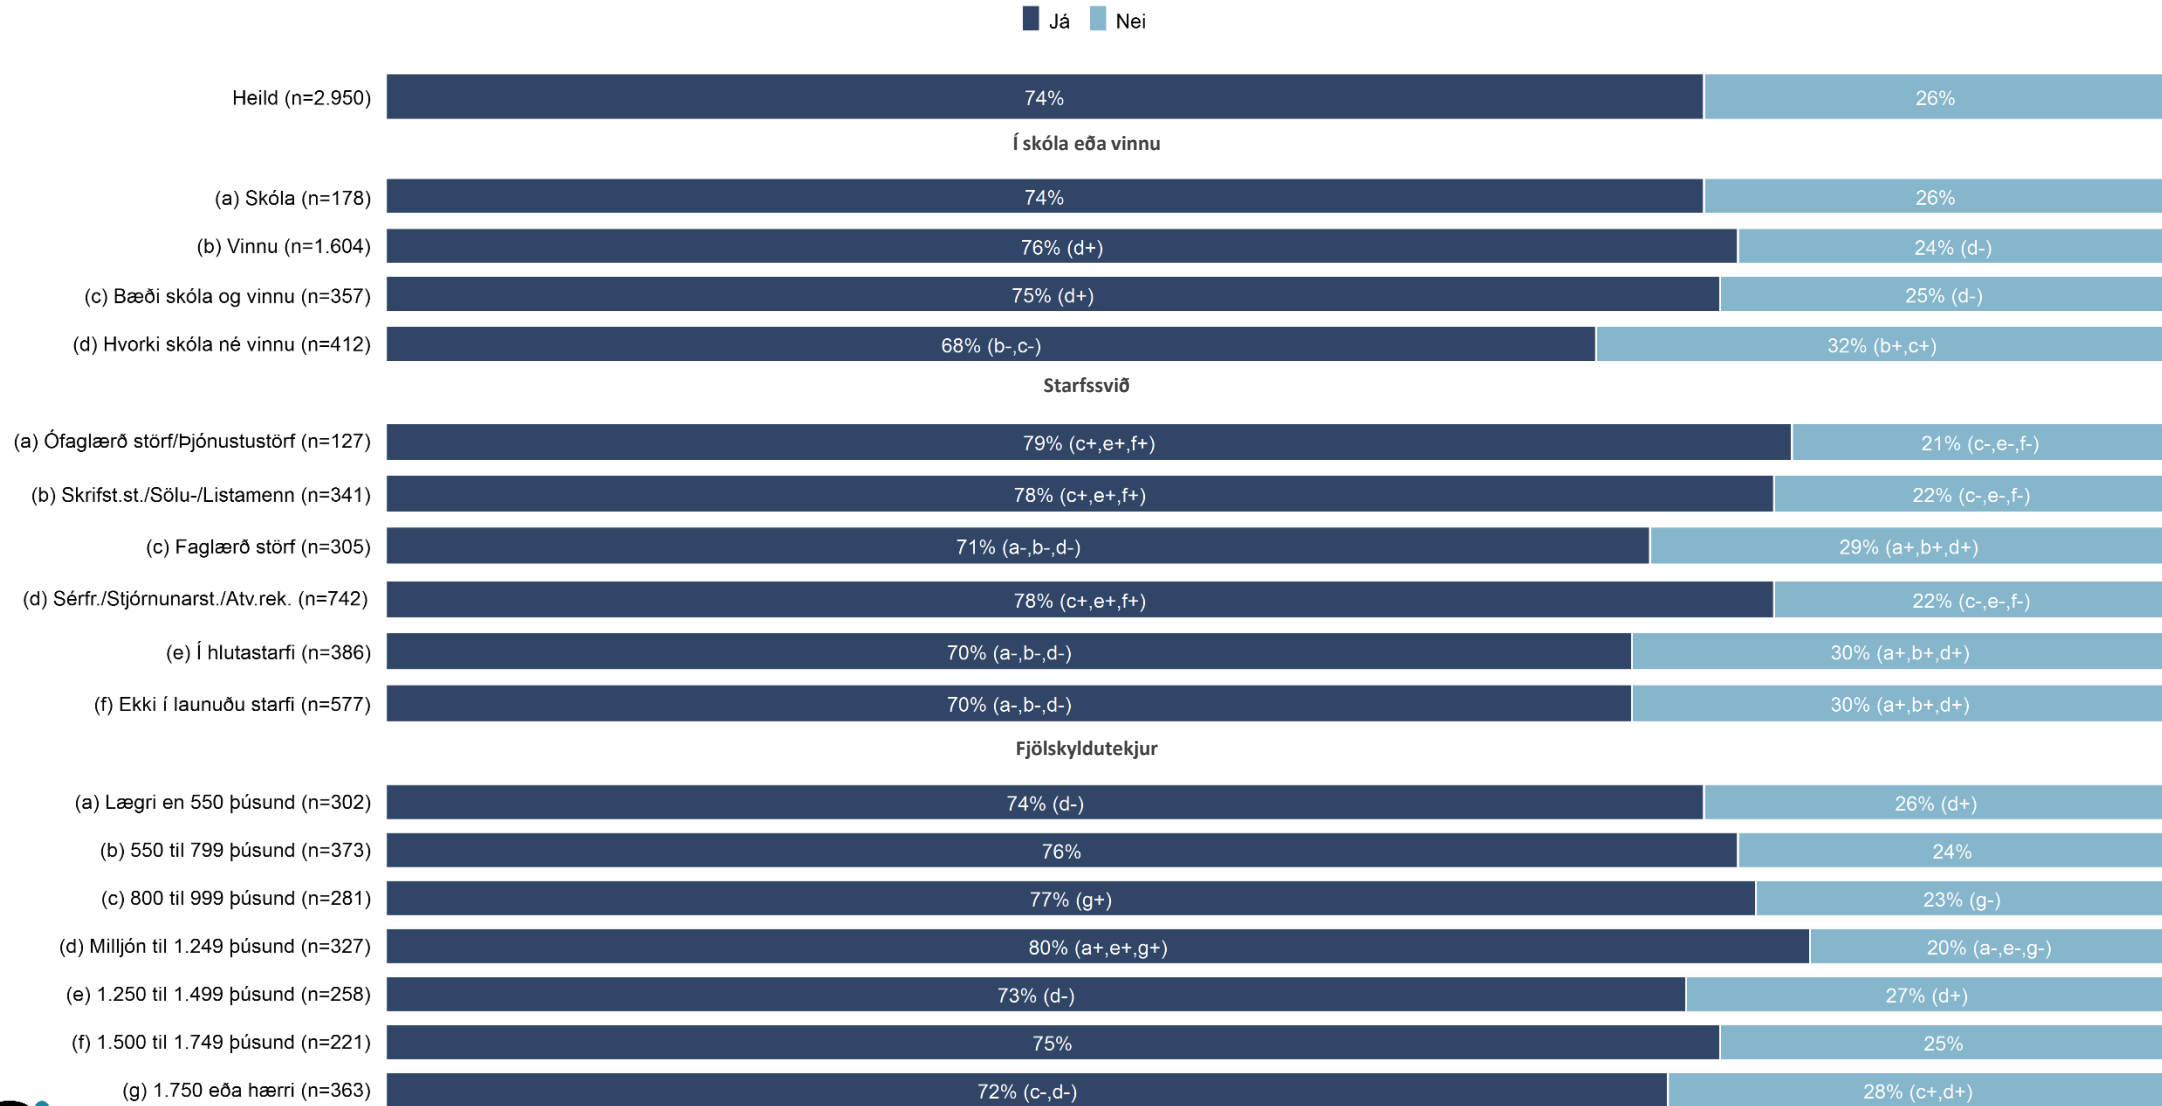 Já Nei
Heild (n=2.950) 74% 26%
Í skóla eða vinnu
(a) Skóla (n=178) 74% 26%
(b) Vinnu (n=1.604) 76% (d+) 24% (d-)
(c) Bæði skóla og vinnu (n=357) 75% (d+) 25% (d-)
(d) Hvorki skóla né vinnu (n=412) 68% (b-,c-) 32% (b+,c+)
Starfssvið
(a) Ófaglærð störf/Þjónustustörf (n=127) 79% (c+,e+,f+) 21% (c-,e-,f-)
(b) Skrifst.st./Sölu-/Listamenn (n=341) 78% (c+,e+,f+) 22% (c-,e-,f-)
(c) Faglærð störf (n=305) 71% (a-,b-,d-) 29% (a+,b+,d+)
(d) Sérfr./Stjórnunarst./Atv.rek. (n=742) 78% (c+,e+,f+) 22% (c-,e-,f-)
(e) Í hlutastarfi (n=386) 70% (a-,b-,d-) 30% (a+,b+,d+)
(f) Ekki í launuðu starfi (n=577) 70% (a-,b-,d-) 30% (a+,b+,d+)
Fjölskyldutekjur
(a) Lægri en 550 þúsund (n=302) 74% (d-) 26% (d+)
(b) 550 til 799 þúsund (n=373) 76% 24%
(c) 800 til 999 þúsund (n=281) 77% (g+) 23% (g-)
(d) Milljón til 1.249 þúsund (n=327) 80% (a+,e+,g+) 20% (a-,e-,g-)
(e) 1.250 til 1.499 þúsund (n=258) 73% (d-) 27% (d+)
(f) 1.500 til 1.749 þúsund (n=221) 75% 25%
(g) 1.750 eða hærri (n=363) 72% (c-,d-) 28% (c+,d+)